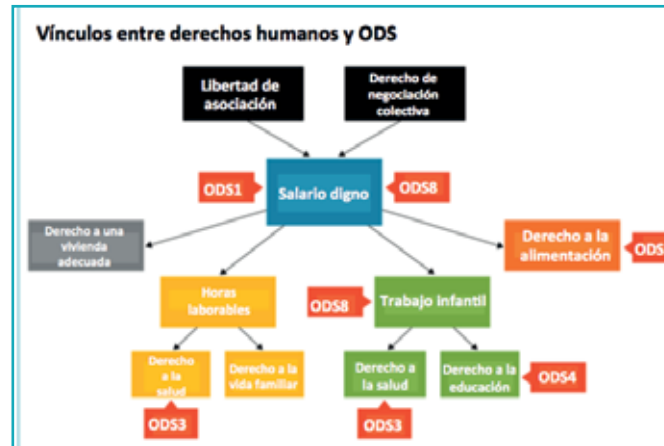 Vínculos entre derechos humanos y ODS
Libertad de
asociación
Derecho de
negociación
colectiva
ODS1
Salario digno
ODS8
Derecho a una
vivienda
adecuada
Derecho a la
alimentación
ODS
Horas
laborables
ODS8
Trabajo infantil
Derecho
a la
salud
Derecho a la
vida familiar
Derecho a
la salud
Derecho a la
educación
ODS4
ODS3
ODS3